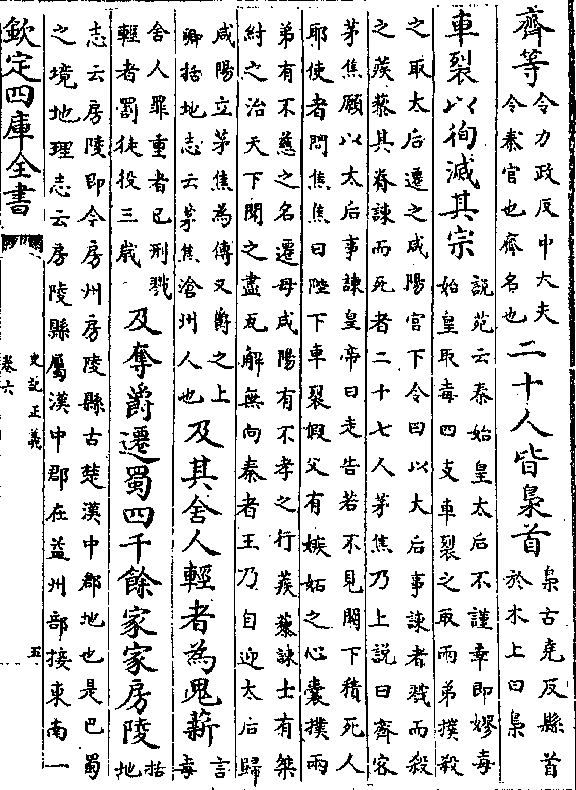 齊等
令力政反中大夫
令秦官也齊名也
二十人皆梟首
梟古堯反縣首
於木上曰梟
車裂以徇滅其宗
說苑云秦始皇太后不謹幸即嫪毐
始皇取毐四支車裂之取兩弟撲殺
之取太后遷之咸陽宮下令曰以大后事諫者戮而殺
之蒺藜其脊諫而死者二十七人茅焦乃上說曰齊客
茅焦願以太后事諫皇帝曰走告若不見闕下積死人
耶使者問焦焦曰陛下車裂假父有嫉妬之心囊撲兩
弟有不慈之名遷母咸陽有不孝之行蒺藜諫士有桀
紂之治天下聞之盡瓦解無向秦者王乃自迎太后歸
咸陽立茅焦為傅又爵之上
卿括地志云茅焦滄州人也
及其舍人輕者為鬼薪
言
毐
舍人罪重者已刑戮
輕者罰徒役三歲
及奪爵遷蜀四千餘家家房陵
括
地
志云房陵即今房州房陵縣古楚漢中郡地也是巴蜀
之境地理志云房陵縣屬漢中郡在益州部接東南一
欽定四庫全書
史記正義
卷六
五